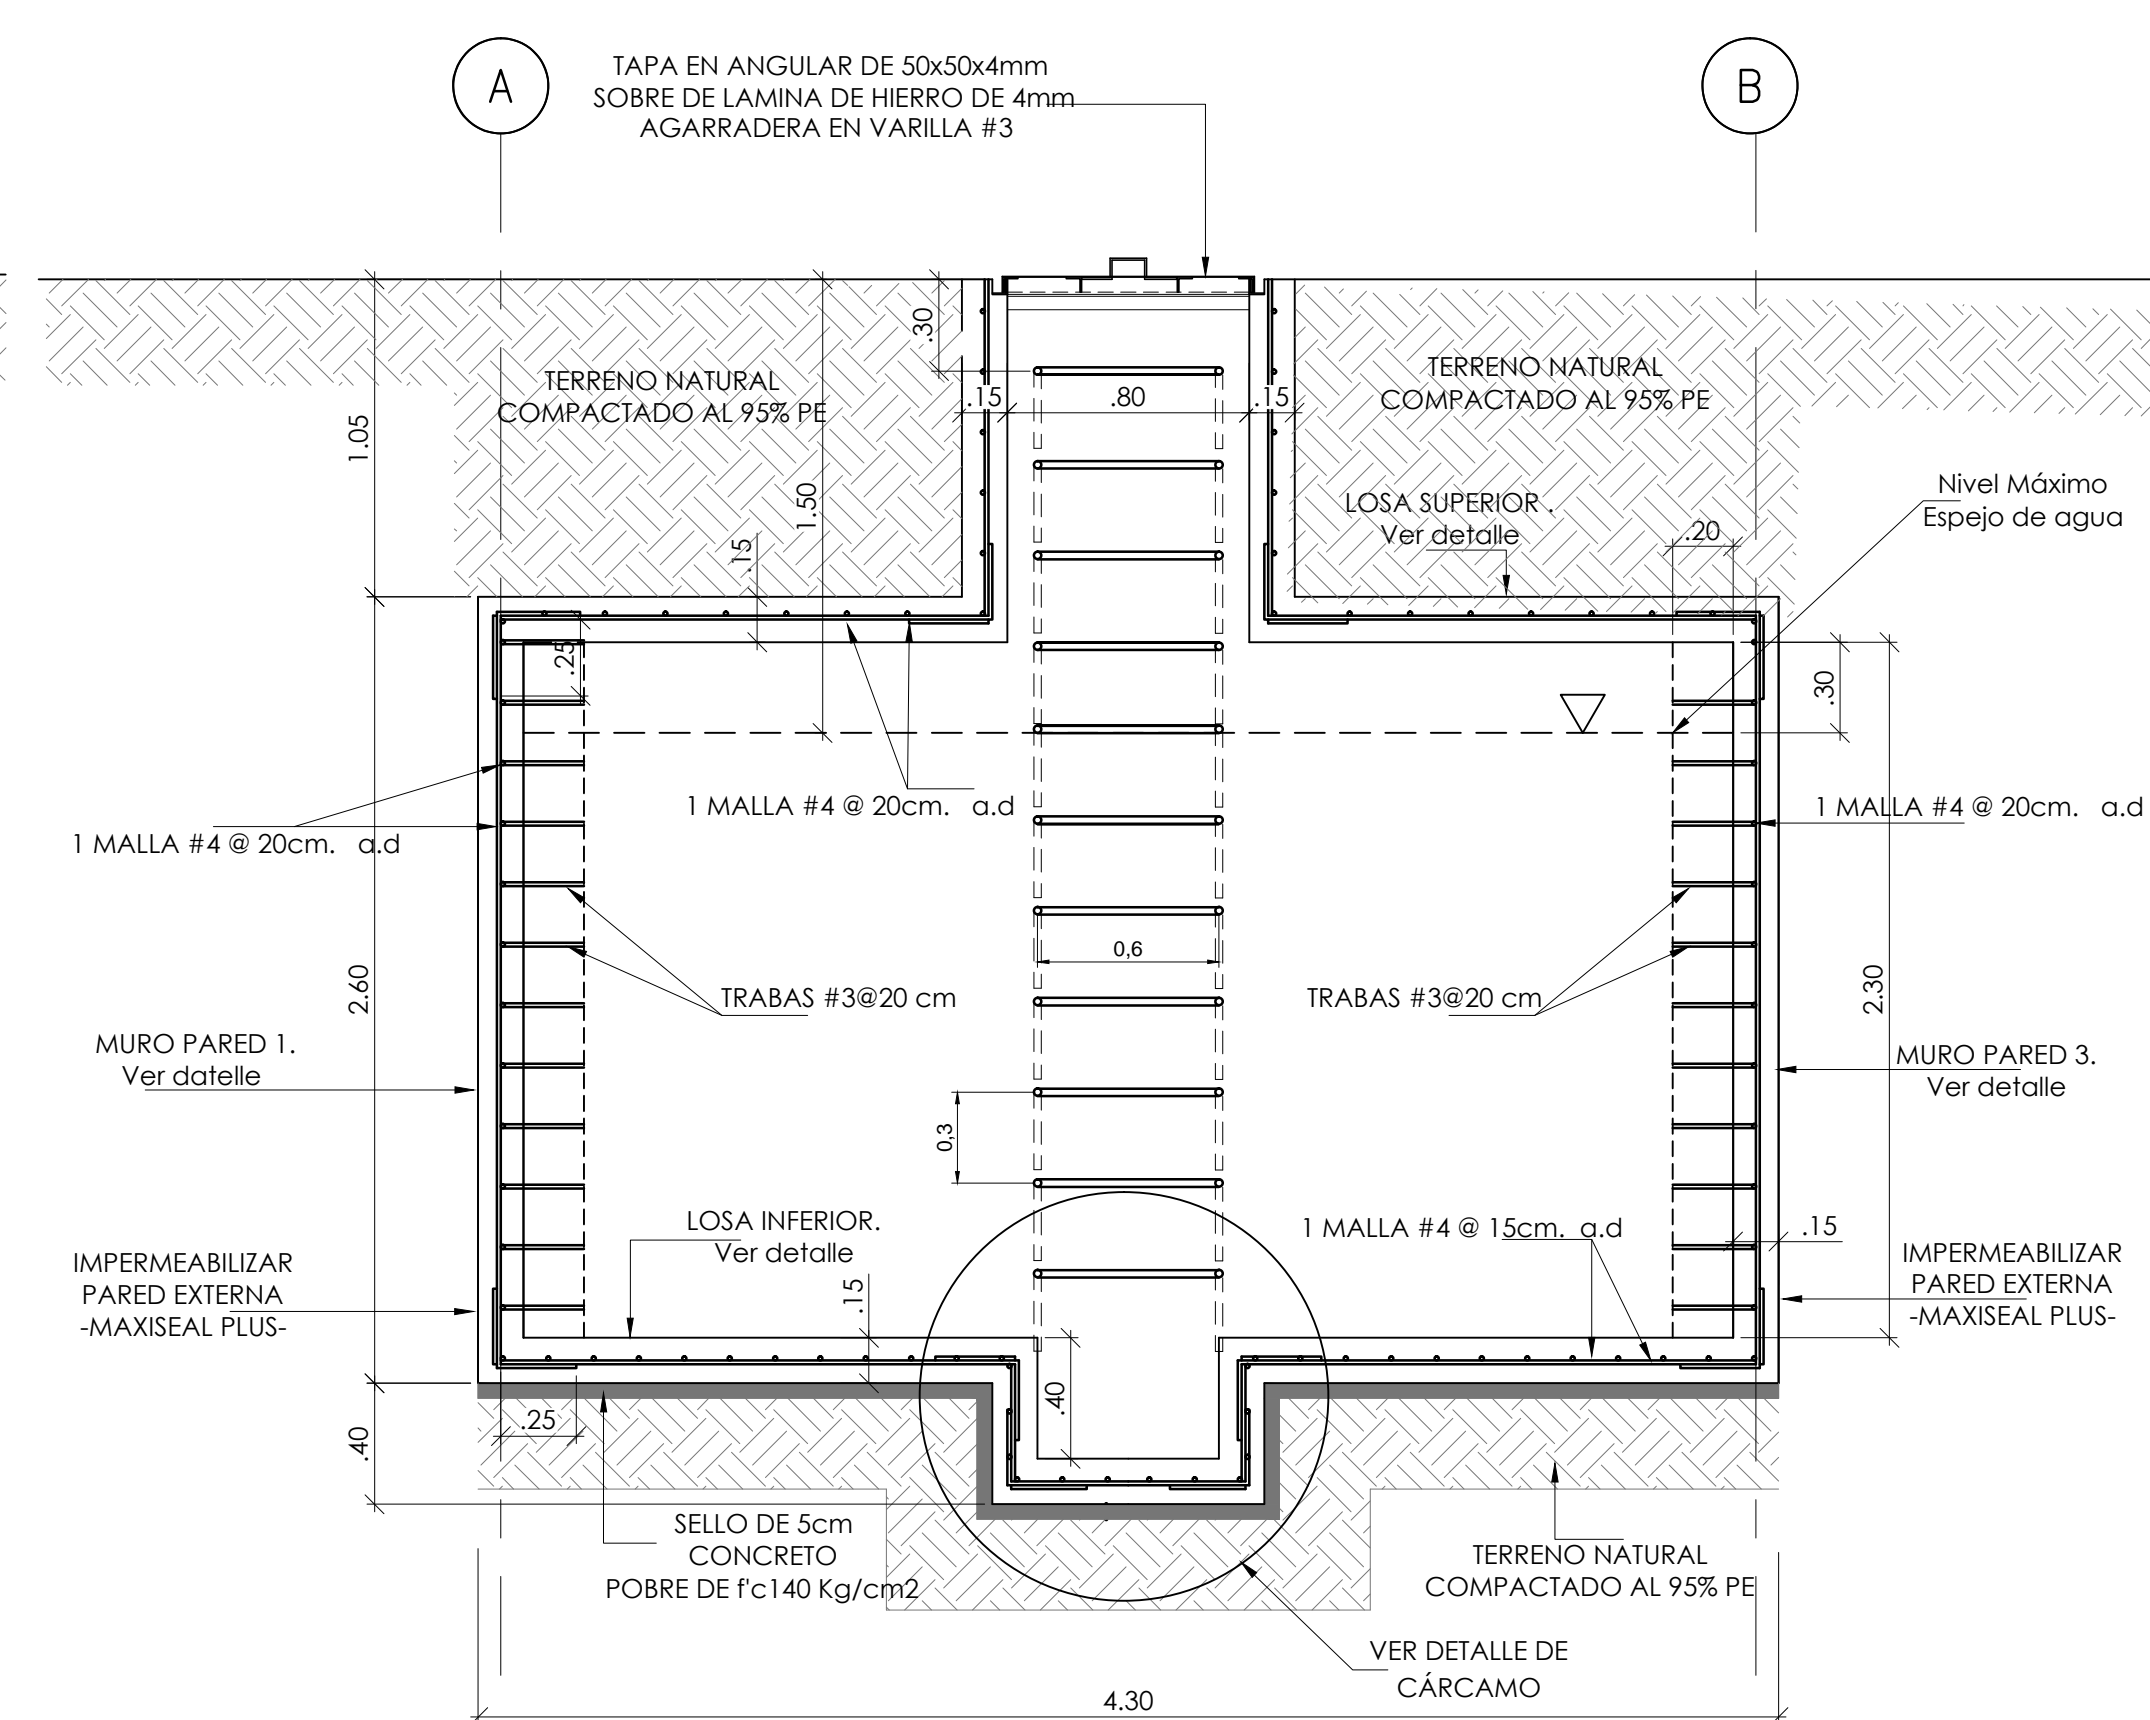 A
B
TAPA EN ANGULAR DE 50x50x4mm
SOBRE DE LAMINA DE HIERRO DE 4mm
AGARRADERA EN VARILLA #3
.30
TERRENO NATURAL
COMPACTADO AL 95% PE
.15
.80
.15
TERRENO NATURAL
COMPACTADO AL 95% PE
1.05
1.50
.15
LOSA SUPERIOR .
Ver detalle
.20
Nivel Máximo
Espejo de agua
.25
.30
1 MALLA #4 @ 20cm. a.d
1 MALLA #4 @ 20cm. a.d
1 MALLA #4 @ 20cm. a.d
0,6
2.60
TRABAS #3@20 cm
TRABAS #3@20 cm
2.30
MURO PARED 1.
Ver datelle
MURO PARED 3.
Ver detalle
0,3
LOSA INFERIOR.
Ver detalle
1 MALLA #4 @ 15cm. a.d
.15
IMPERMEABILIZAR
PARED EXTERNA
-MAXISEAL PLUS-
.15
IMPERMEABILIZAR
PARED EXTERNA
-MAXISEAL PLUS-
.25
.40
.40
SELLO DE 5cm
CONCRETO
POBRE DE f'c140 Kg/cm2
TERRENO NATURAL
COMPACTADO AL 95% PE
VER DETALLE DE
CÁRCAMO
4.30